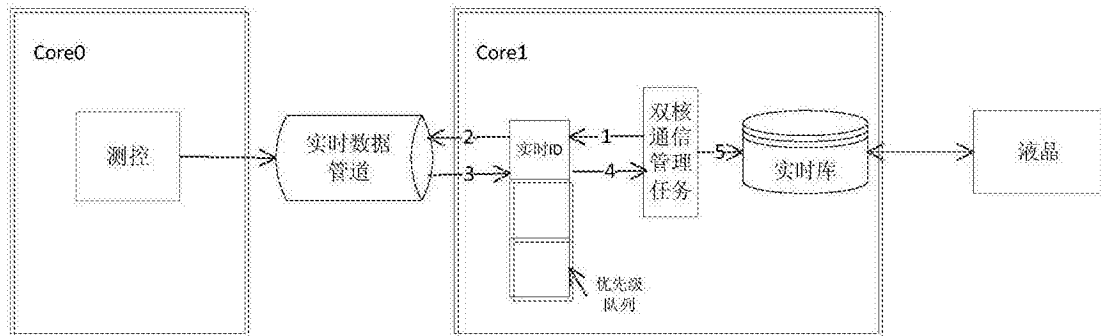 Core0
测控
实时数据
管道
2
3
Core1
实时ID
1
4
优先级
队列
双核
通信
管理
任务
5
实时库
液晶